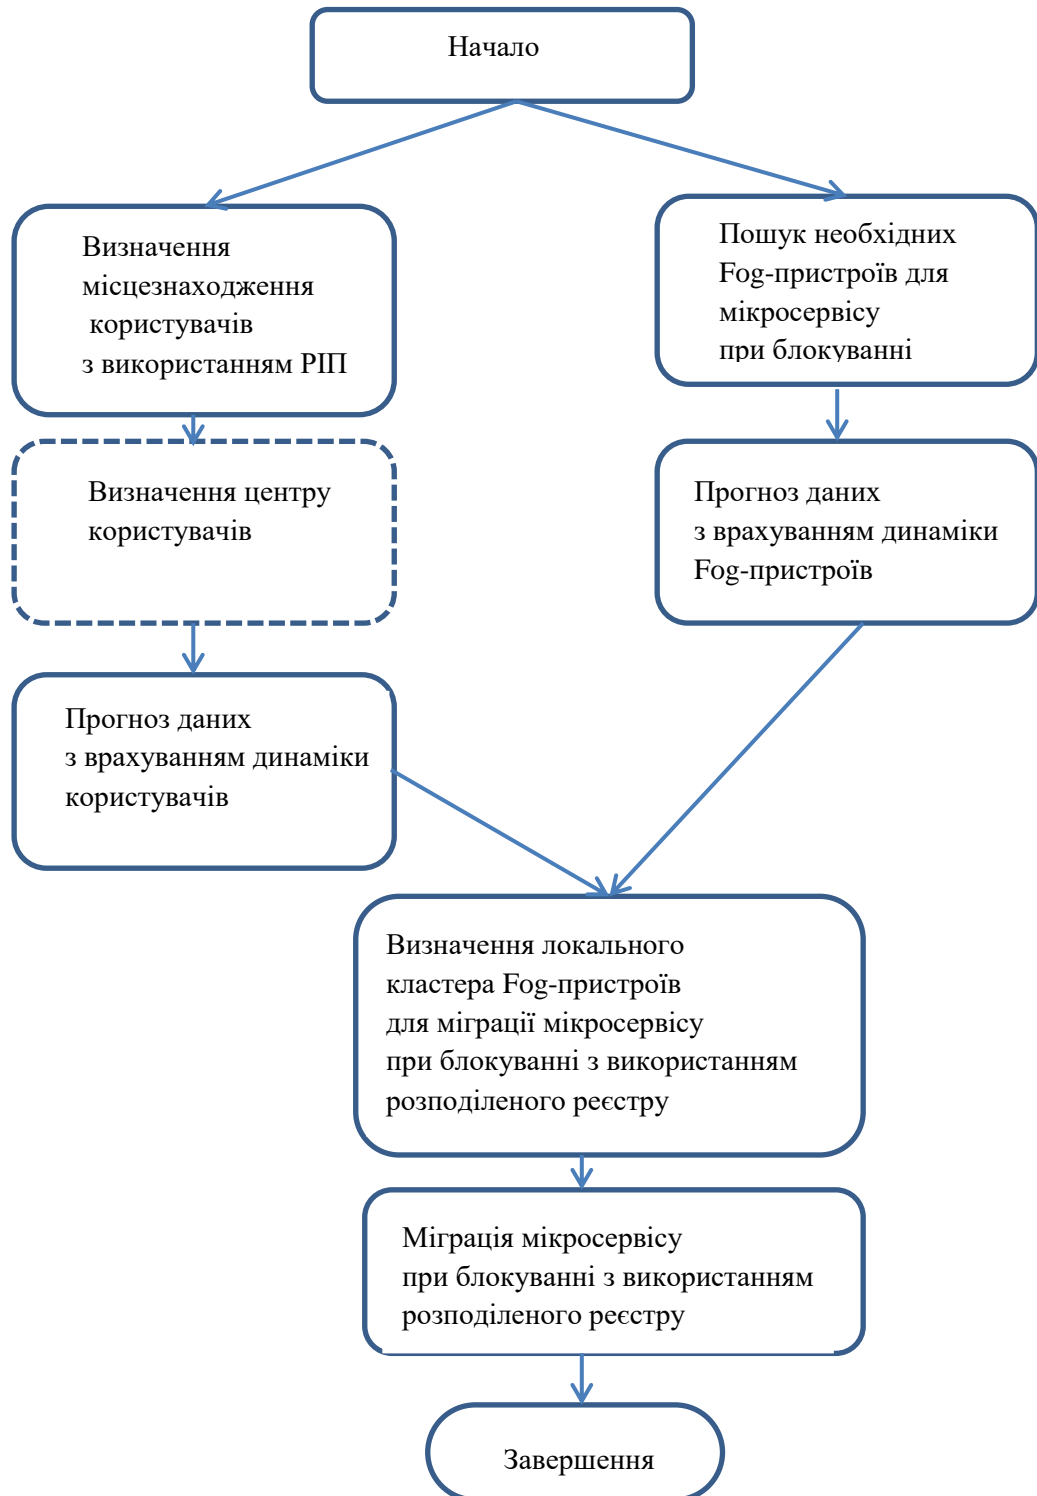 Начало
Визначення
місцезнаходження
користувачів
з використанням РІП
Пошук необхідних
Fog-пристроїв для
мікросервісу
при блокуванні
Визначення центру
користувачів
Прогноз даних
з врахуванням динаміки
Fog-пристроїв
Прогноз даних
з врахуванням динаміки
користувачів
Визначення локального
кластера Fog-пристроїв
для міграції мікросервісу
при блокуванні з використанням
розподіленого реєстру
Міграція мікросервісу
при блокуванні з використанням
розподіленого реєстру
Завершення